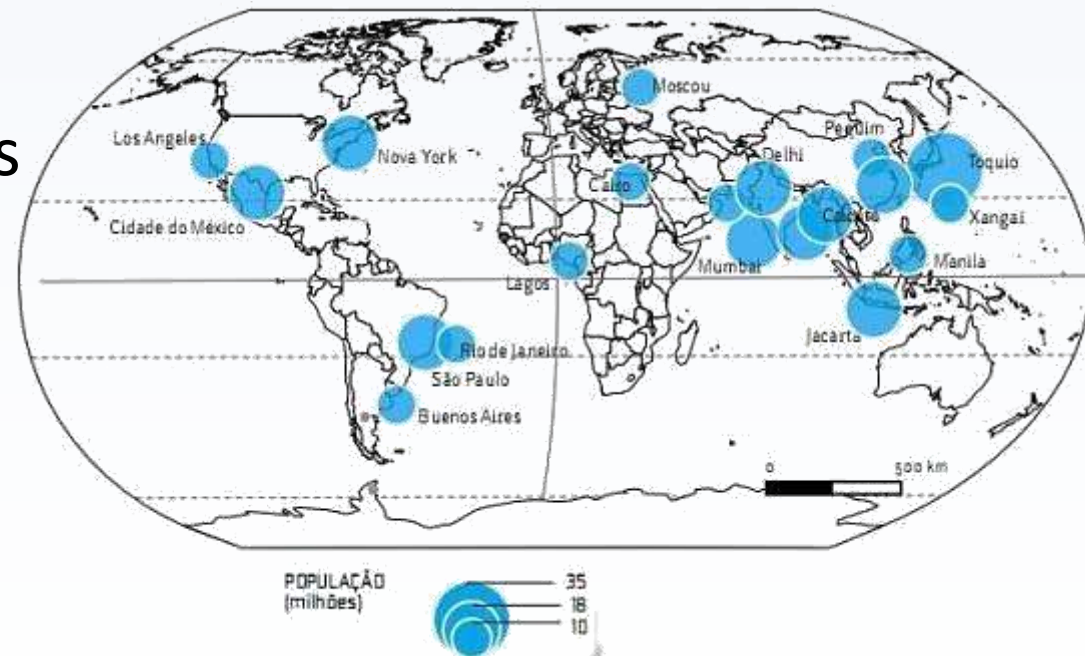 s
Los Angeles
Nova York
Cidade do México
Moscou
Pequim
Delhi
Tóquio
Cairo
Calcutá
Xangai
Mumbai
Manila
Lagos
Jacarta
Rio de Janeiro
São Paulo
Buenos Aires
0 500 km
POPULAÇÃO
(milhões)
35
18
10